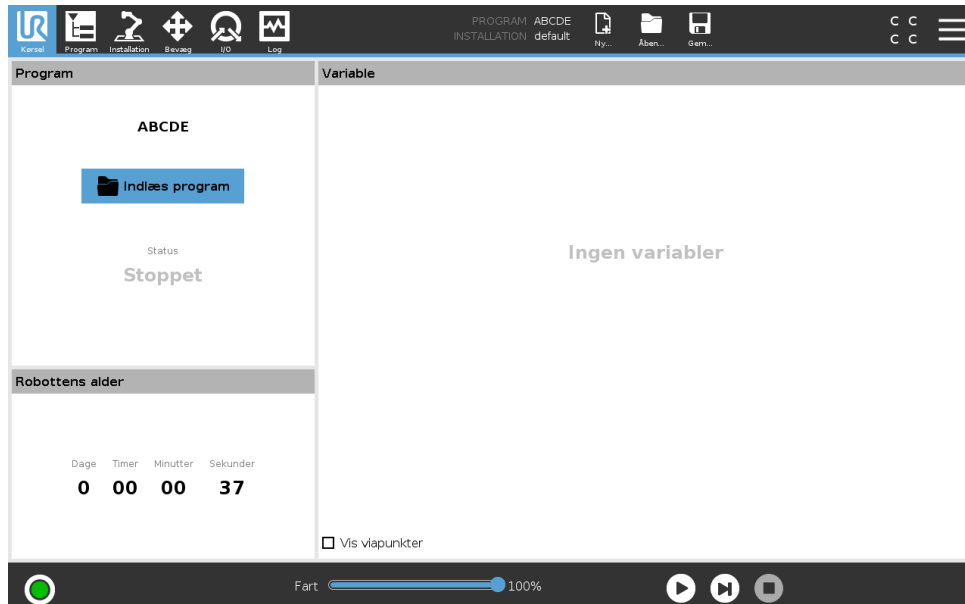 PROGRAM ABCDE
INSTALLATION default
Kørsel Program Installation Bevæg I/O Log Ny... Åben... Gem...
C C
C C
Program
ABCDE
Indlæs program
Status
Stoppet
Variable
Ingen variabler
Vis viapunkter
Robottens alder
Dage Timer Minutter Sekunder
0 00 00 37
Fart 100%